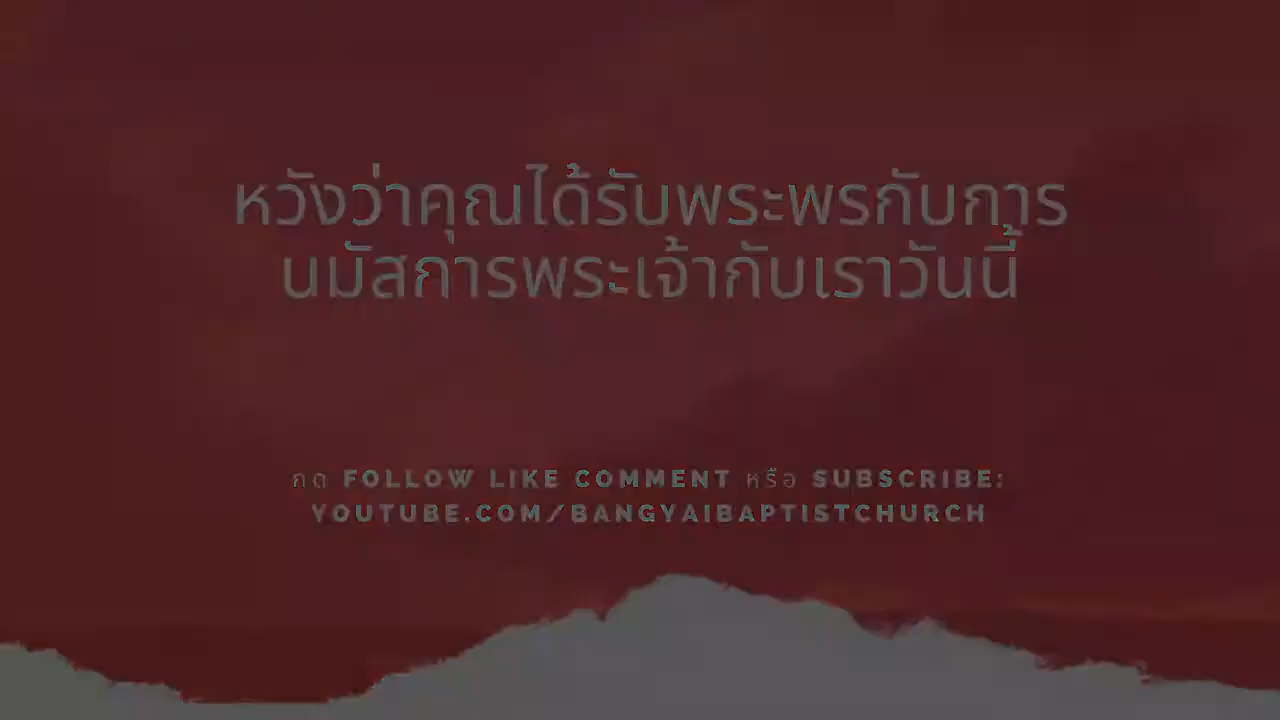 หวังว่าคุณได้รับพระพรกับการ
นมัสการพระเจ้ากับเราวันนี้
กด FOLLOW LIKE COMMENT หรือ SUBSCRIBE:
YOUTUBE.COM/BANGYAIBAPTISTCHURCH